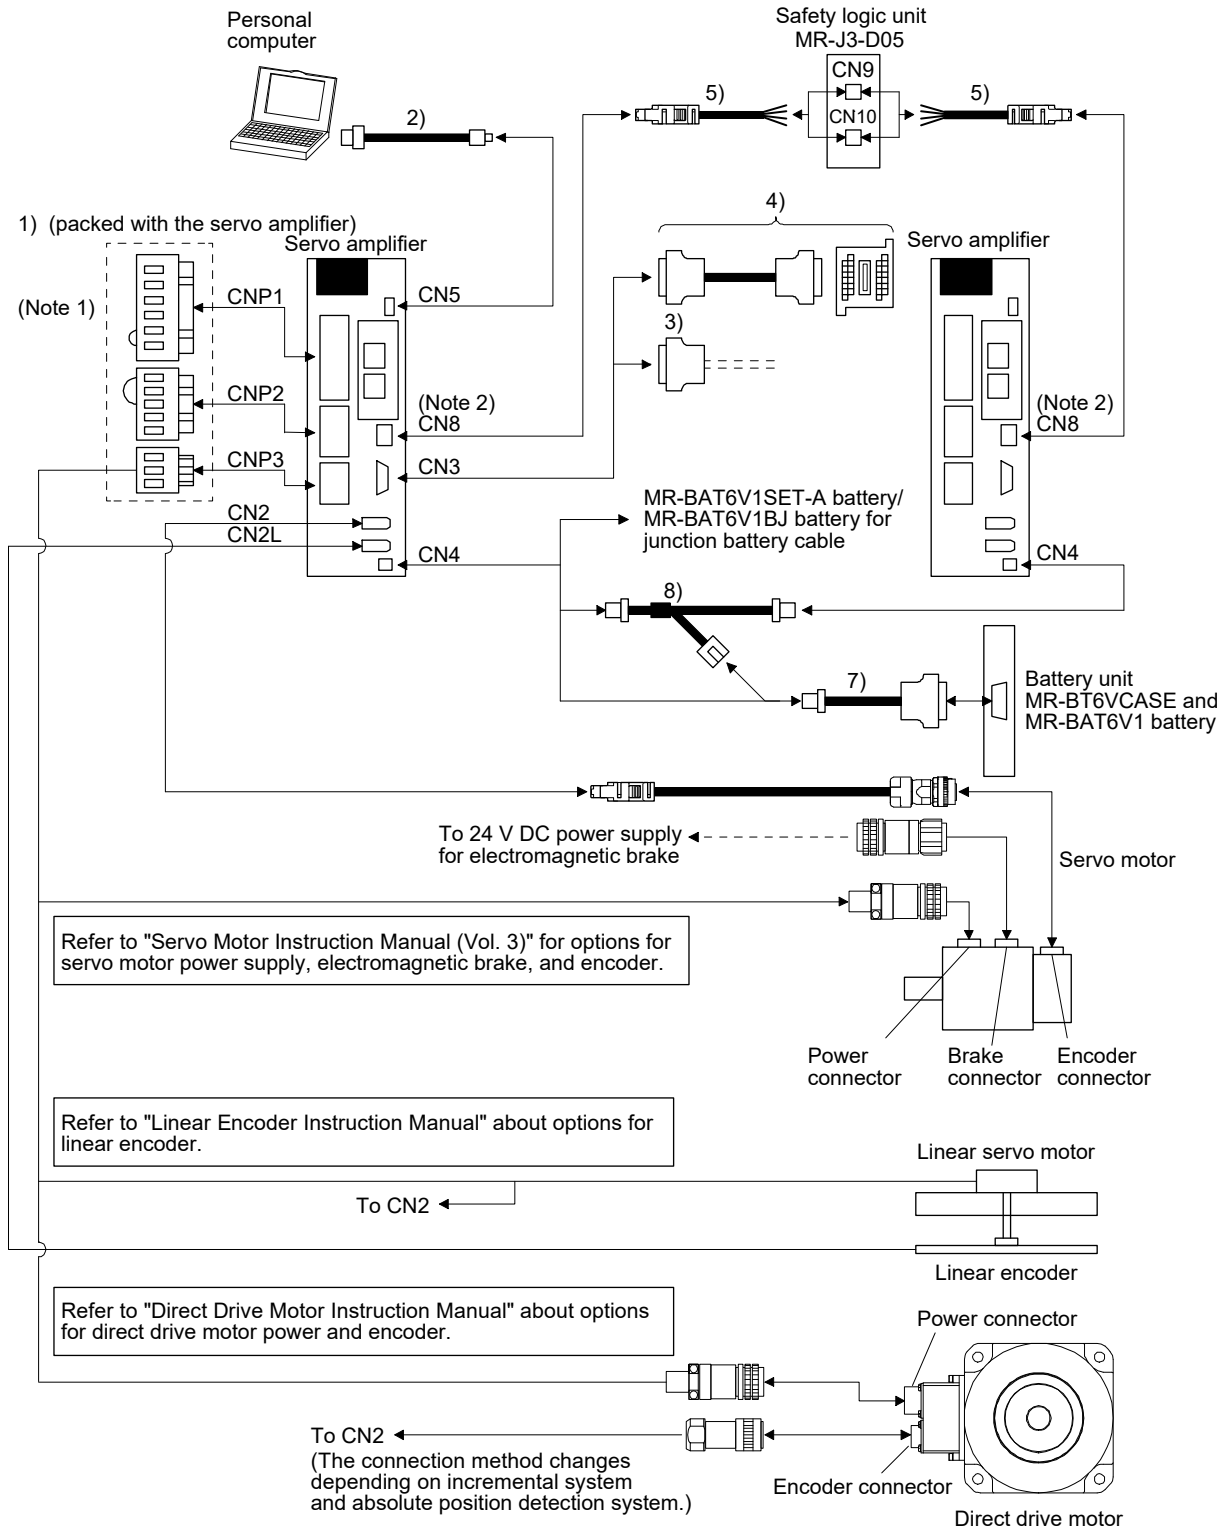 Personal
computer
Safety logic unit
MR-J3-D05
CN9
CN10
2)
5)
5)
4)
1) (packed with the servo amplifier)
Servo amplifier
Servo amplifier
(Note 1)
CNP1
CN5
3)
CNP2
(Note 2)
CN8
(Note 2)
CN8
CNP3
CN3
MR-BAT6V1SET-A battery/
MR-BAT6V1BJ battery for
junction battery cable
CN2
CN2L
CN4
CN4
8)
7)
Battery unit
MR-BT6VCASE and
MR-BAT6V1 battery
To 24 V DC power supply
for electromagnetic brake
Servo motor
Refer to "Servo Motor Instruction Manual (Vol. 3)" for options for
servo motor power supply, electromagnetic brake, and encoder.
Power
connector
Brake
connector
Encoder
connector
Refer to "Linear Encoder Instruction Manual" about options for
linear encoder.
Linear servo motor
To CN2
Linear encoder
Refer to "Direct Drive Motor Instruction Manual" about options
for direct drive motor power and encoder.
Power connector
To CN2
(The connection method changes
depending on incremental system
and absolute position detection system.)
Encoder connector
Direct drive motor